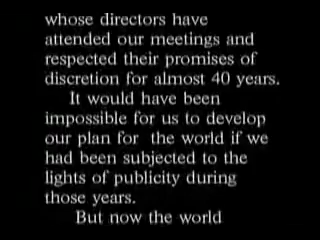 whose directors have
attended our meetings and
respected their promises of
discretion for almost 40 years.
It would have been
impossible for us to develop
our plan for the world if we
had been subjected to the
lights of publicity during
those years.
But now the world